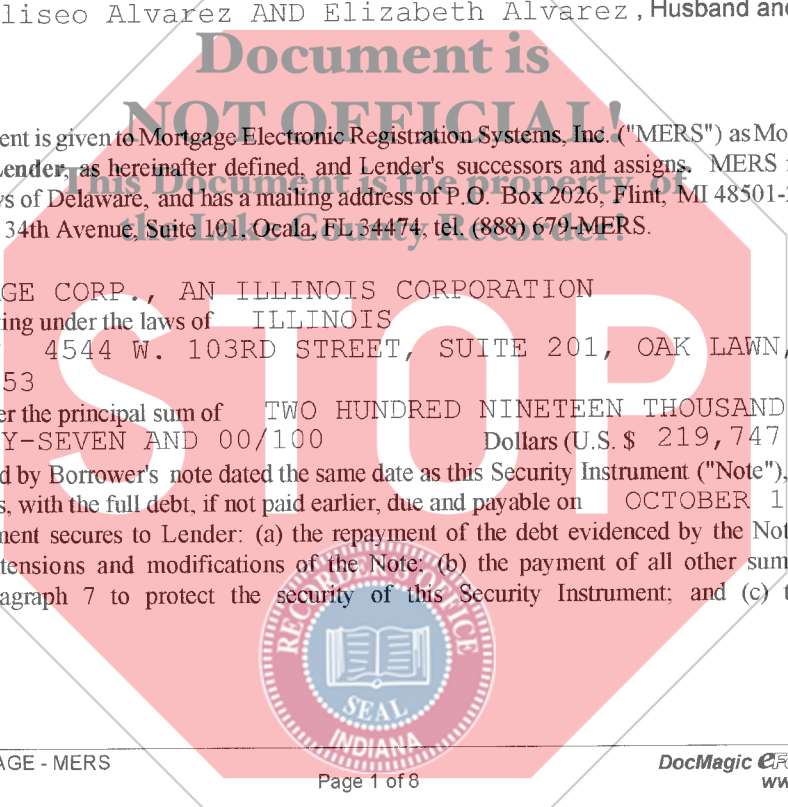 liseo Alvarez AND Elizabeth Alvarez, Husband and
Document is
NOT OFFICIAL!
ent is given to Mortgage Electronic Registration Systems, Inc. ("MERS") as Mo
Lender, as hereinafter defined, and Lender's successors and assigns. MERS
This Document is the property of
s of Delaware, and has a mailing address of P.O. Box 2026, Flint, MI 48501-
the Lake County Recorder!
34th Avenue, Suite 101, Ocala, FL 34474, tel. (888) 679-MERS.
GE CORP., AN ILLINOIS CORPORATION
ing under the laws of ILLINOIS
4544 W. 103RD STREET, SUITE 201, OAK LAWN,
53
STOP
er the principal sum of TWO HUNDRED NINETEEN THOUSAND
Y-SEVEN AND 00/100 Dollars (U.S. $ 219,747
d by Borrower's note dated the same date as this Security Instrument ("Note"),
s, with the full debt, if not paid earlier, due and payable on OCTOBER 1
ment secures to Lender: (a) the repayment of the debt evidenced by the Not
tensions and modifications of the Note; (b) the payment of all other sum
agraph 7 to protect the security of this Security Instrument; and (c) t
RECORDER'S OFFICE
SEAL
INDIANA
AGE - MERS
DocMagic
Page 1 of 8
ww